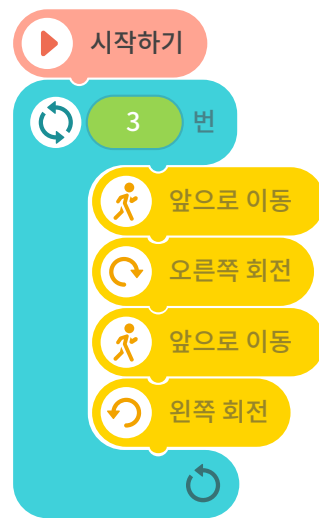 시작하기
3 번
앞으로 이동
오른쪽 회전
앞으로 이동
왼쪽 회전